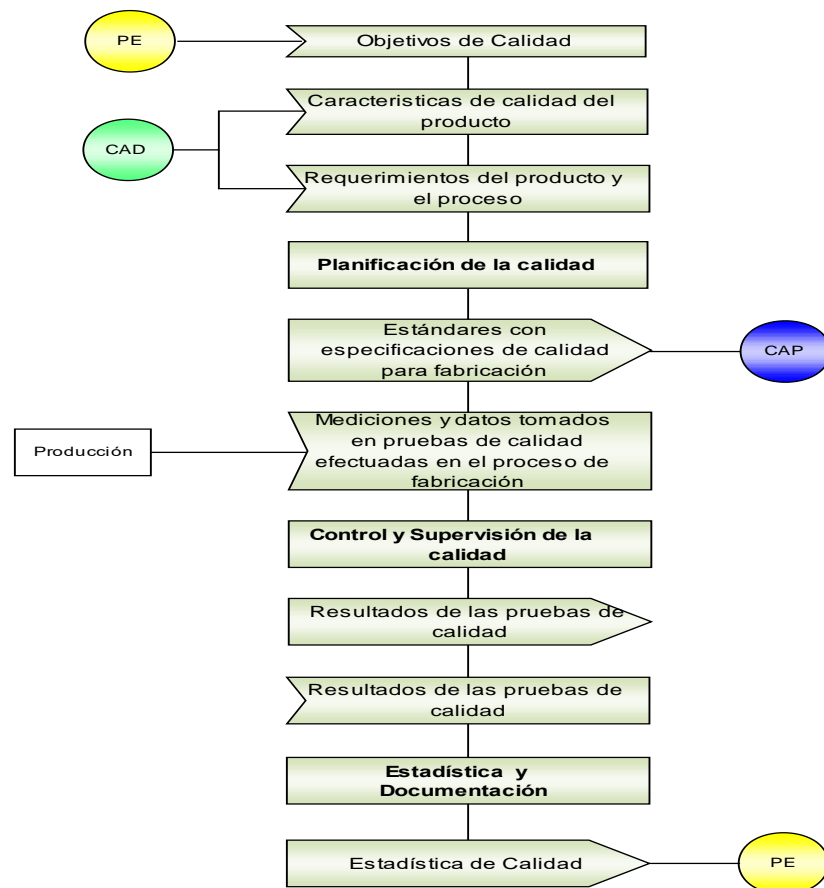 PE
Objetivos de Calidad
Caracteristicas de calidad del
producto
CAD
Requerimientos del producto y
el proceso
Planificación de la calidad
Estándares con
especificaciones de calidad
para fabricación
CAP
Mediciones y datos tomados
en pruebas de calidad
efectuadas en el proceso de
fabricación
Producción
Control y Supervisión de la
calidad
Resultados de las pruebas de
calidad
Resultados de las pruebas de
calidad
Estadística y
Documentación
Estadística de Calidad
PE